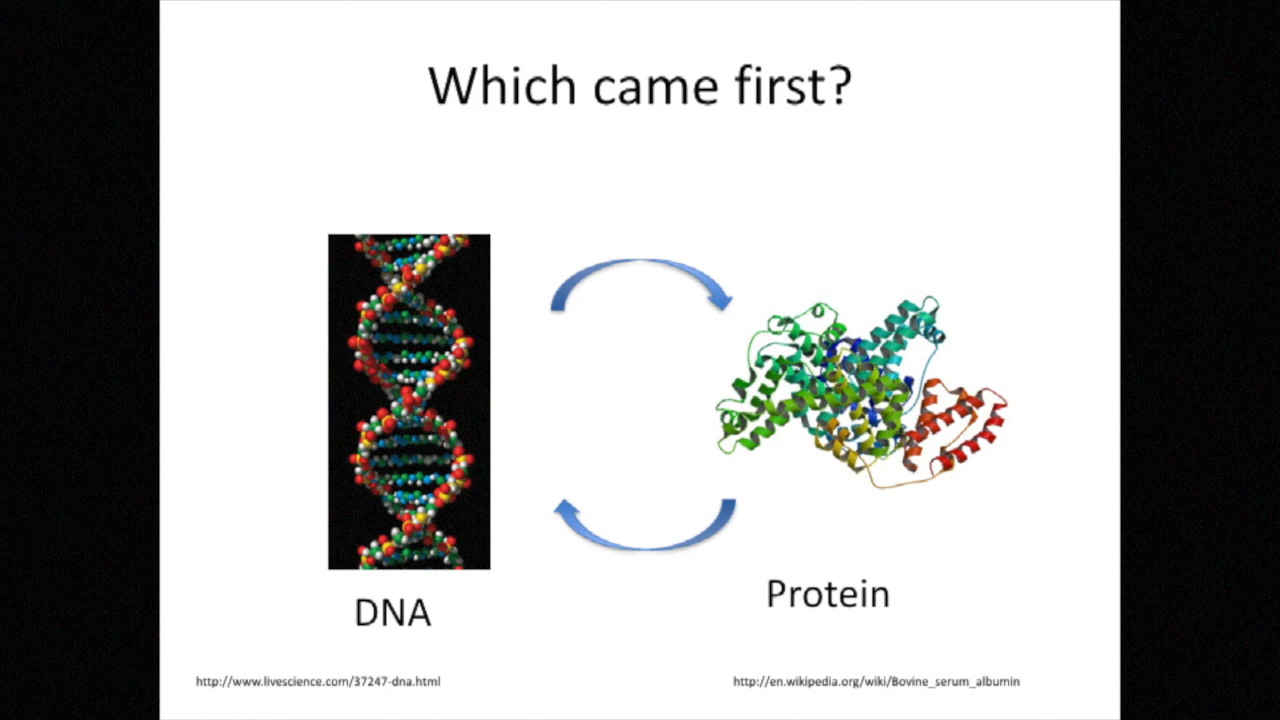 Which came first?
DNA
Protein
http://www.livescience.com/37247-dna.html
http://en.wikipedia.org/wiki/Bovine_serum_albumin